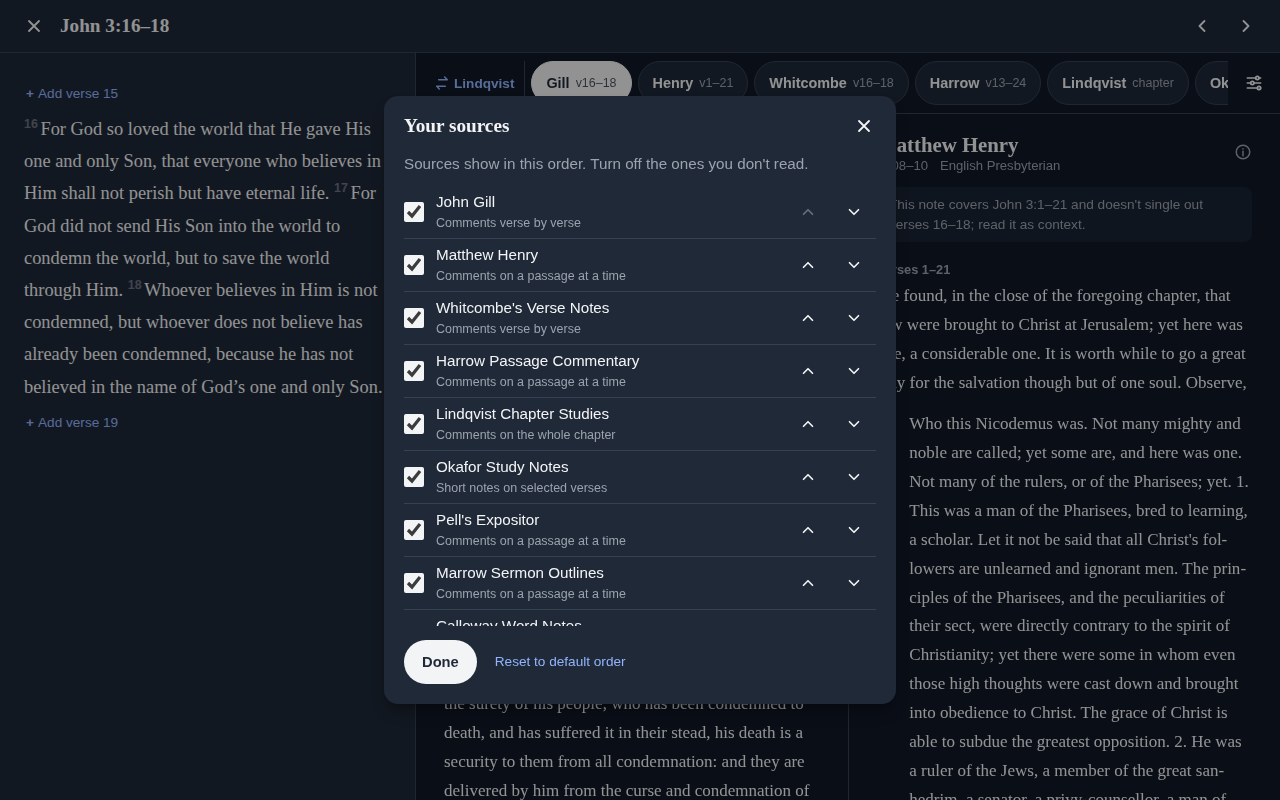 John 3:16–18
+ Add verse 15
16 For God so loved the world that He gave His
one and only Son, that everyone who believes in
Him shall not perish but have eternal life. 17 For
God did not send His Son into the world to
condemn the world, but to save the world
through Him. 18 Whoever believes in Him is not
condemned, but whoever does not believe has
already been condemned, because he has not
believed in the name of God’s one and only Son.
+ Add verse 19
Lindqvist
Gill v16–18
Henry v1–21
Whitcombe v16–18
Harrow v13–24
Lindqvist chapter
Ok
Your sources
Sources show in this order. Turn off the ones you don't read.
John Gill
Comments verse by verse
Matthew Henry
Comments on a passage at a time
Whitcombe's Verse Notes
Comments verse by verse
Harrow Passage Commentary
Comments on a passage at a time
Lindqvist Chapter Studies
Comments on the whole chapter
Okafor Study Notes
Short notes on selected verses
Pell's Expositor
Comments on a passage at a time
Marrow Sermon Outlines
Comments on a passage at a time
Calloway Word Notes
Done
Reset to default order
the surety of his people, who has been condemned to
death, and has suffered it in their stead, his death is a
security to them from all condemnation: and they are
delivered by him from the curse and condemnation of
atthew Henry
08–10 English Presbyterian
This note covers John 3:1–21 and doesn't single out
verses 16–18; read it as context.
rses 1–21
found, in the close of the foregoing chapter, that
were brought to Christ at Jerusalem; yet here was
a considerable one. It is worth while to go a great
y for the salvation though but of one soul. Observe,
Who this Nicodemus was. Not many mighty and
noble are called; yet some are, and here was one.
Not many of the rulers, or of the Pharisees; yet. 1.
This was a man of the Pharisees, bred to learning,
a scholar. Let it not be said that all Christ's fol-
lowers are unlearned and ignorant men. The prin-
ciples of the Pharisees, and the peculiarities of
their sect, were directly contrary to the spirit of
Christianity; yet there were some in whom even
those high thoughts were cast down and brought
into obedience to Christ. The grace of Christ is
able to subdue the greatest opposition. 2. He was
a ruler of the Jews, a member of the great san-
hedrim, a senator, a privy-counsellor, a man of